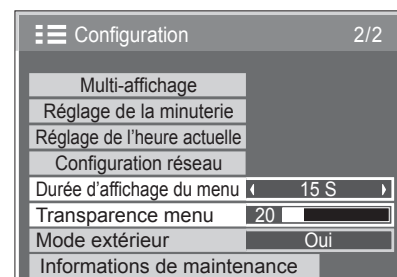 Configuration 2/2
Multi-affichage
Réglage de la minuterie
Réglage de l'heure actuelle
Configuration réseau
Durée d'affichage du menu 15 S
Transparence menu 20
Mode extérieur Oui
Informations de maintenance